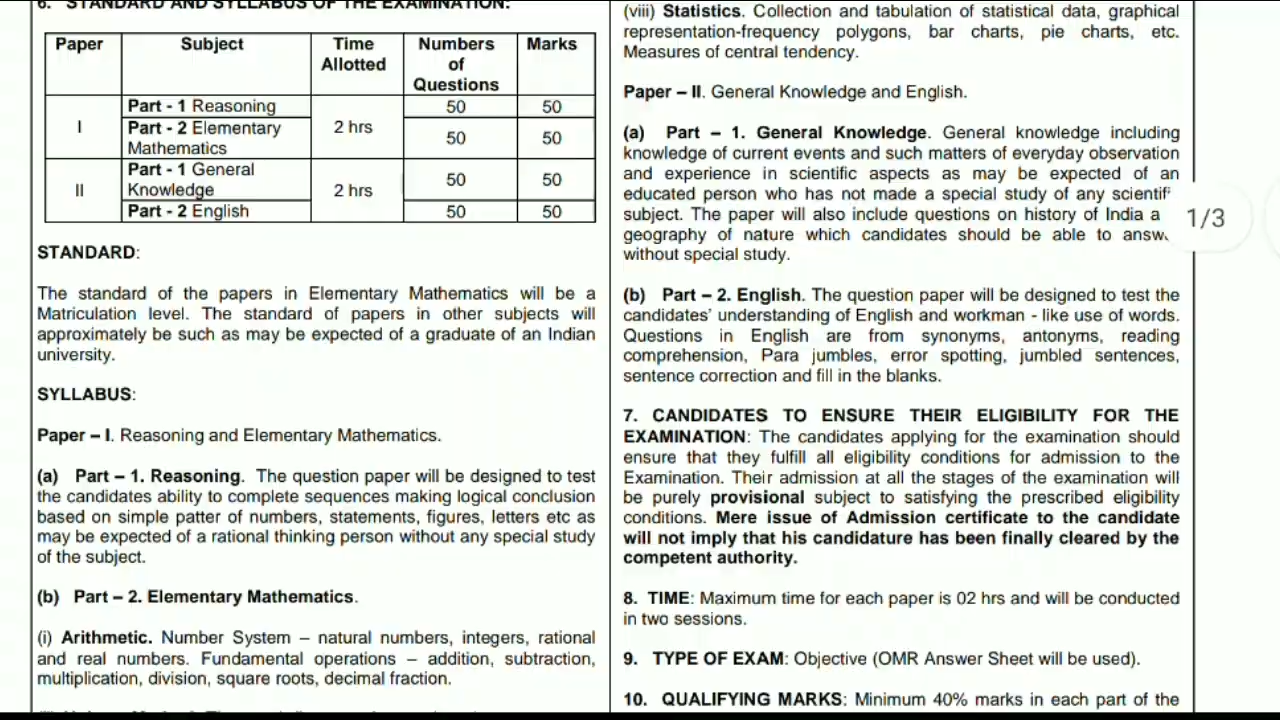 6. STANDARD AND SYLLABUS OF THE EXAMINATION:
Paper Subject Time Allotted Numbers of Questions Marks
I Part - 1 Reasoning 2 hrs 50 50
Part - 2 Elementary Mathematics 50 50
II Part - 1 General Knowledge 2 hrs 50 50
Part - 2 English 50 50
STANDARD:
The standard of the papers in Elementary Mathematics will be a
Matriculation level. The standard of papers in other subjects will
approximately be such as may be expected of a graduate of an Indian
university.
SYLLABUS:
Paper – I. Reasoning and Elementary Mathematics.
(a) Part – 1. Reasoning. The question paper will be designed to test
the candidates ability to complete sequences making logical conclusion
based on simple patter of numbers, statements, figures, letters etc as
may be expected of a rational thinking person without any special study
of the subject.
(b) Part – 2. Elementary Mathematics.
(i) Arithmetic. Number System – natural numbers, integers, rational
and real numbers. Fundamental operations – addition, subtraction,
multiplication, division, square roots, decimal fraction.
(viii) Statistics. Collection and tabulation of statistical data, graphical
representation-frequency polygons, bar charts, pie charts, etc.
Measures of central tendency.
Paper – II. General Knowledge and English.
(a) Part – 1. General Knowledge. General knowledge including
knowledge of current events and such matters of everyday observation
and experience in scientific aspects as may be expected of an
educated person who has not made a special study of any
subject. The paper will also include questions on history of India
geography of nature which candidates should be able to
without special study.
(b) Part – 2. English. The question paper will be designed to test the
candidates' understanding of English and workman - like use of words.
Questions in English are from synonyms, antonyms, reading
comprehension, Para jumbles, error spotting, jumbled sentences,
sentence correction and fill in the blanks.
7. CANDIDATES TO ENSURE THEIR ELIGIBILITY FOR THE
EXAMINATION: The candidates applying for the examination should
ensure that they fulfill all eligibility conditions for admission to the
Examination. Their admission at all the stages of the examination will
be purely provisional subject to satisfying the prescribed eligibility
conditions. Mere issue of Admission certificate to the candidate
will not imply that his candidature has been finally cleared by the
competent authority.
8. TIME: Maximum time for each paper is 02 hrs and will be conducted
in two sessions.
9. TYPE OF EXAM: Objective (OMR Answer Sheet will be used).
10. QUALIFYING MARKS: Minimum 40% marks in each part of the
1/3